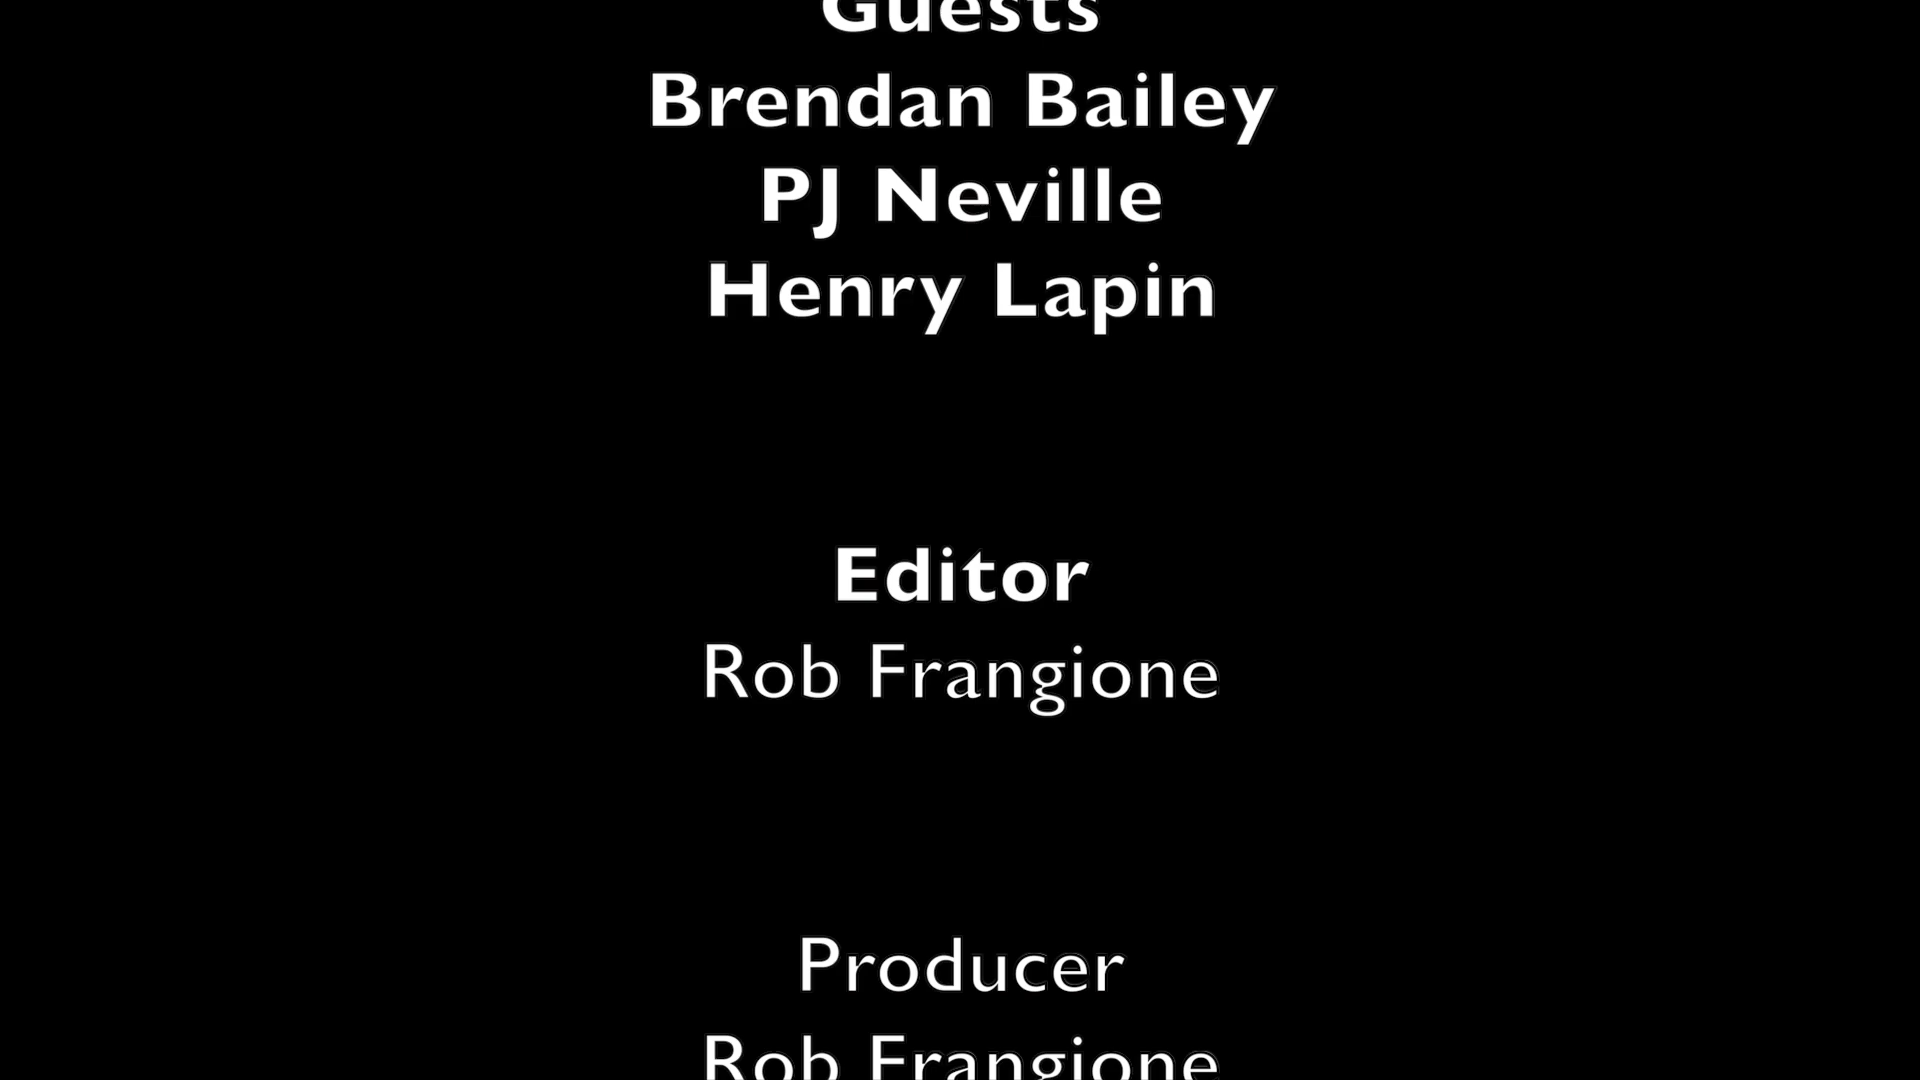 Guests
Brendan Bailey
PJ Neville
Henry Lapin
Editor
Rob Frangione
Producer
Rob Frangione